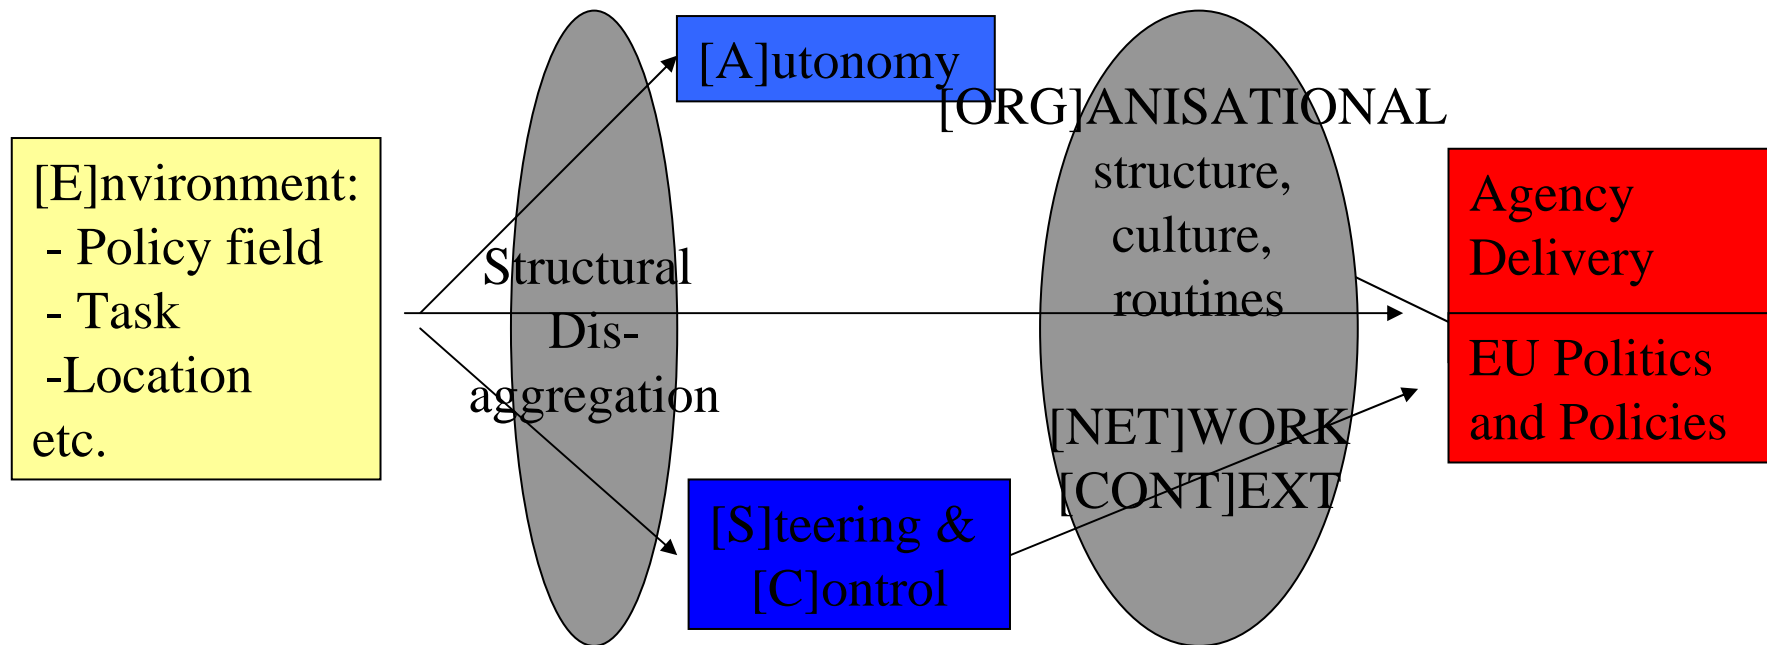 [E]nvironment:
- Policy field
- Task
-Location
etc.
Structural
Dis-
aggregation
[A]utonomy
[S]teering &
[C]ontrol
[ORG]ANISATIONAL
structure,
culture,
routines
[NET]WORK
[CONT]EXT
Agency
Delivery
EU Politics
and Policies